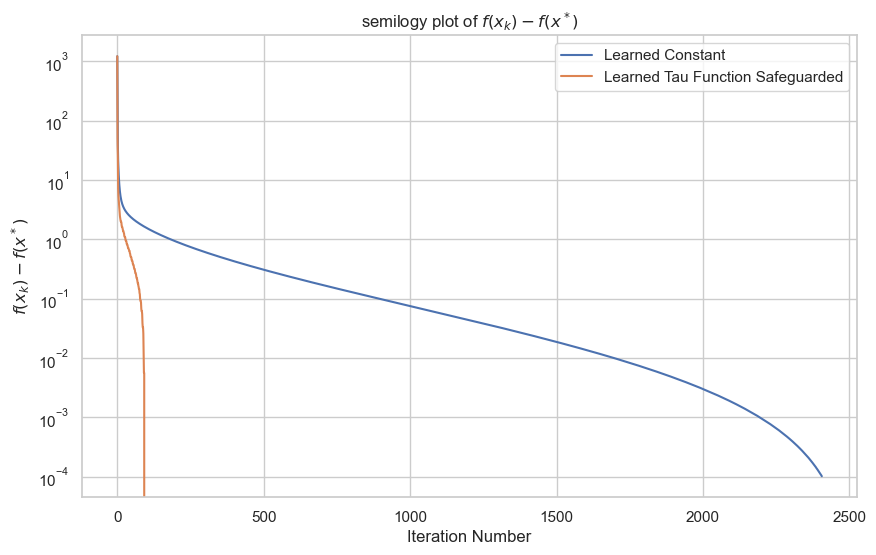 semilogy plot of f(x_k) − f(x^*)
Learned Constant
Learned Tau Function Safeguarded
f(x_k) − f(x^*)
10^3
10^2
10^1
10^0
10^−1
10^−2
10^−3
10^−4
0 500 1000 1500 2000 2500
Iteration Number